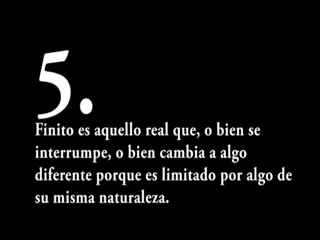 5.
Finito es aquello real que, o bien se
interrumpe, o bien cambia a algo
diferente porque es limitado por algo de
su misma naturaleza.